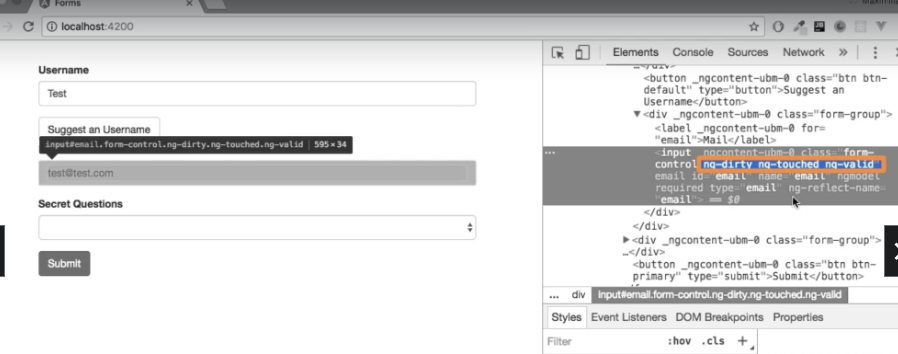 Forms
localhost:4200
Username
Test
Suggest an Username
input#email.form-control.ng-dirty.ng-touched.ng-valid | 595 × 34
test@test.com
Secret Questions
Submit
Elements Console Sources Network »
…</div>
<button _ngcontent-ubm-0 class="btn btn-
default" type="button">Suggest an
Username</button>
▼<div _ngcontent-ubm-0 class="form-group">
<label _ngcontent-ubm-0 for=
"email">Mail</label>
... <input _ngcontent-ubm-0 class="form-
control ng-dirty ng-touched ng-valid"
email id="email" name="email" ngmodel
required type="email" ng-reflect-name=
"email"> == $0
</div>
</div>
▶<div _ngcontent-ubm-0 class="form-group">
…</div>
<button _ngcontent-ubm-0 class="btn btn-
primary" type="submit">Submit</button>
... div input#email.form-control.ng-dirty.ng-touched.ng-valid
Styles Event Listeners DOM Breakpoints Properties
Filter :hov .cls +